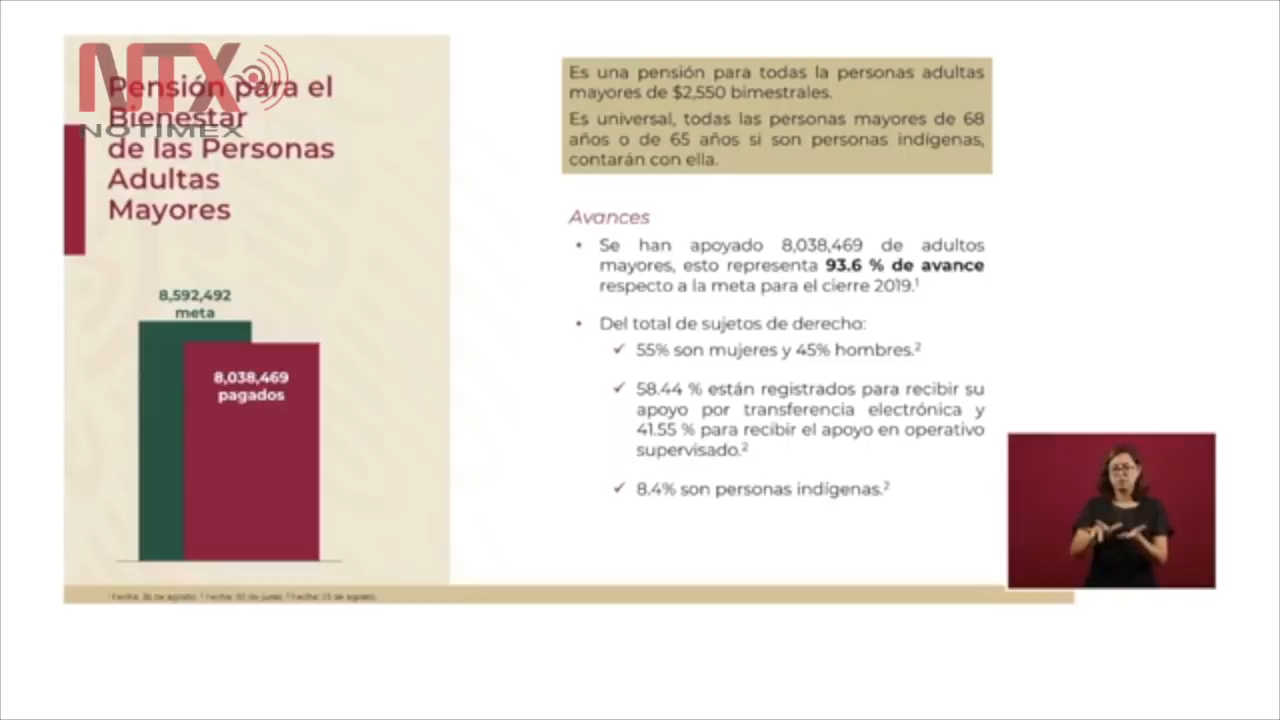 NTX
NOTIMEX
Pensión para el
Bienestar
de las Personas
Adultas
Mayores
8,592,492
meta
8,038,469
pagados
Es una pensión para todas la personas adultas
mayores de $2,550 bimestrales.
Es universal, todas las personas mayores de 68
años o de 65 años si son personas indígenas,
contarán con ella.
Avances
• Se han apoyado 8,038,469 de adultos
mayores, esto representa 93.6 % de avance
respecto a la meta para el cierre 2019.¹
• Del total de sujetos de derecho:
✓ 55% son mujeres y 45% hombres.²
✓ 58.44 % están registrados para recibir su
apoyo por transferencia electrónica y
41.55 % para recibir el apoyo en operativo
supervisado.²
✓ 8.4% son personas indígenas.²